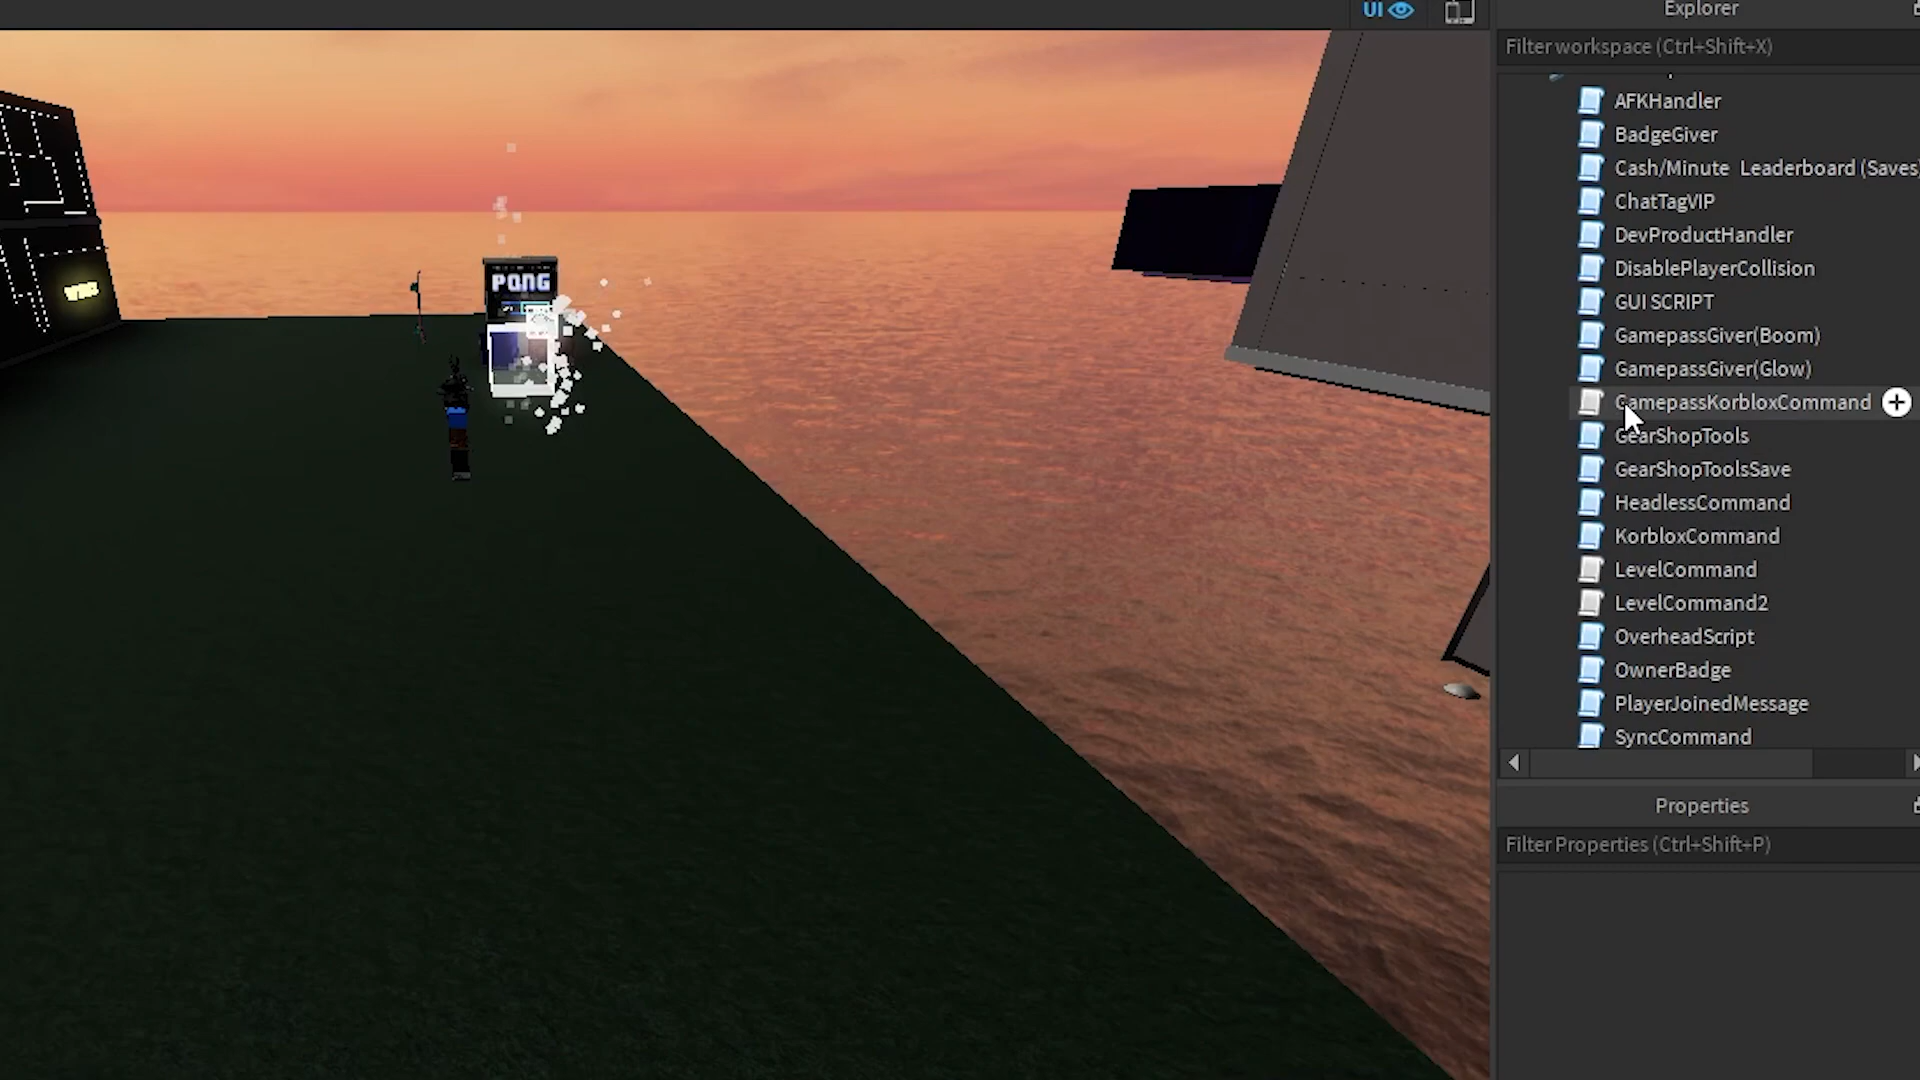 UI
Explorer
Filter workspace (Ctrl+Shift+X)
AFKHandler
BadgeGiver
Cash/Minute Leaderboard (Saves
ChatTagVIP
DevProductHandler
DisablePlayerCollision
GUI SCRIPT
GamepassGiver(Boom)
GamepassGiver(Glow)
GamepassKorbloxCommand
GearShopTools
GearShopToolsSave
HeadlessCommand
KorbloxCommand
LevelCommand
LevelCommand2
OverheadScript
OwnerBadge
PlayerJoinedMessage
SyncCommand
Properties
Filter Properties (Ctrl+Shift+P)
PONG